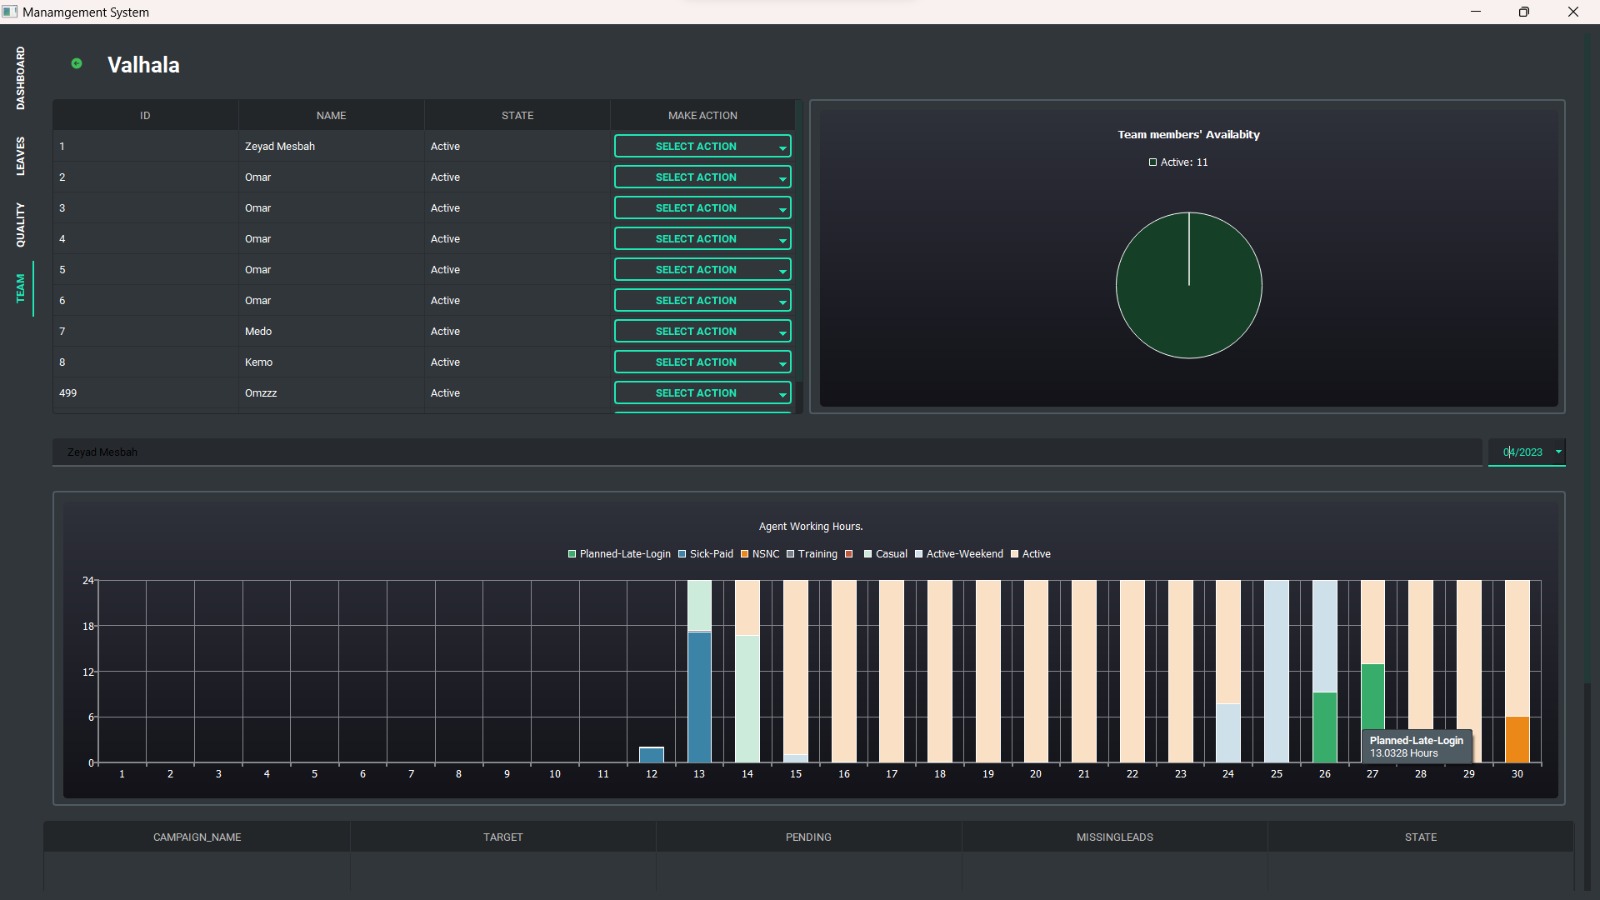 Manamgement System
DASHBOARD
LEAVES
QUALITY
TEAM
Valhala
ID NAME STATE MAKE ACTION
1 Zeyad Mesbah Active SELECT ACTION
2 Omar Active SELECT ACTION
3 Omar Active SELECT ACTION
4 Omar Active SELECT ACTION
5 Omar Active SELECT ACTION
6 Omar Active SELECT ACTION
7 Medo Active SELECT ACTION
8 Kemo Active SELECT ACTION
499 Omzzz Active SELECT ACTION
Team members' Availabity
Active: 11
Zeyad Mesbah 04/2023
Agent Working Hours.
Planned-Late-Login Sick-Paid NSNC Training Casual Active-Weekend Active
24
18
12
6
0
1 2 3 4 5 6 7 8 9 10 11 12 13 14 15 16 17 18 19 20 21 22 23 24 25 26 27 28 29 30
Planned-Late-Login
13.0328 Hours
CAMPAIGN_NAME TARGET PENDING MISSINGLEADS STATE